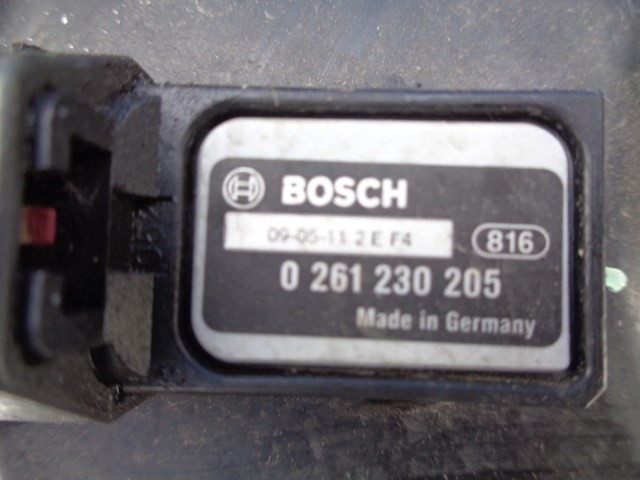 BOSCH
09-05-11 2 E F4
816
0 261 230 205
Made in Germany